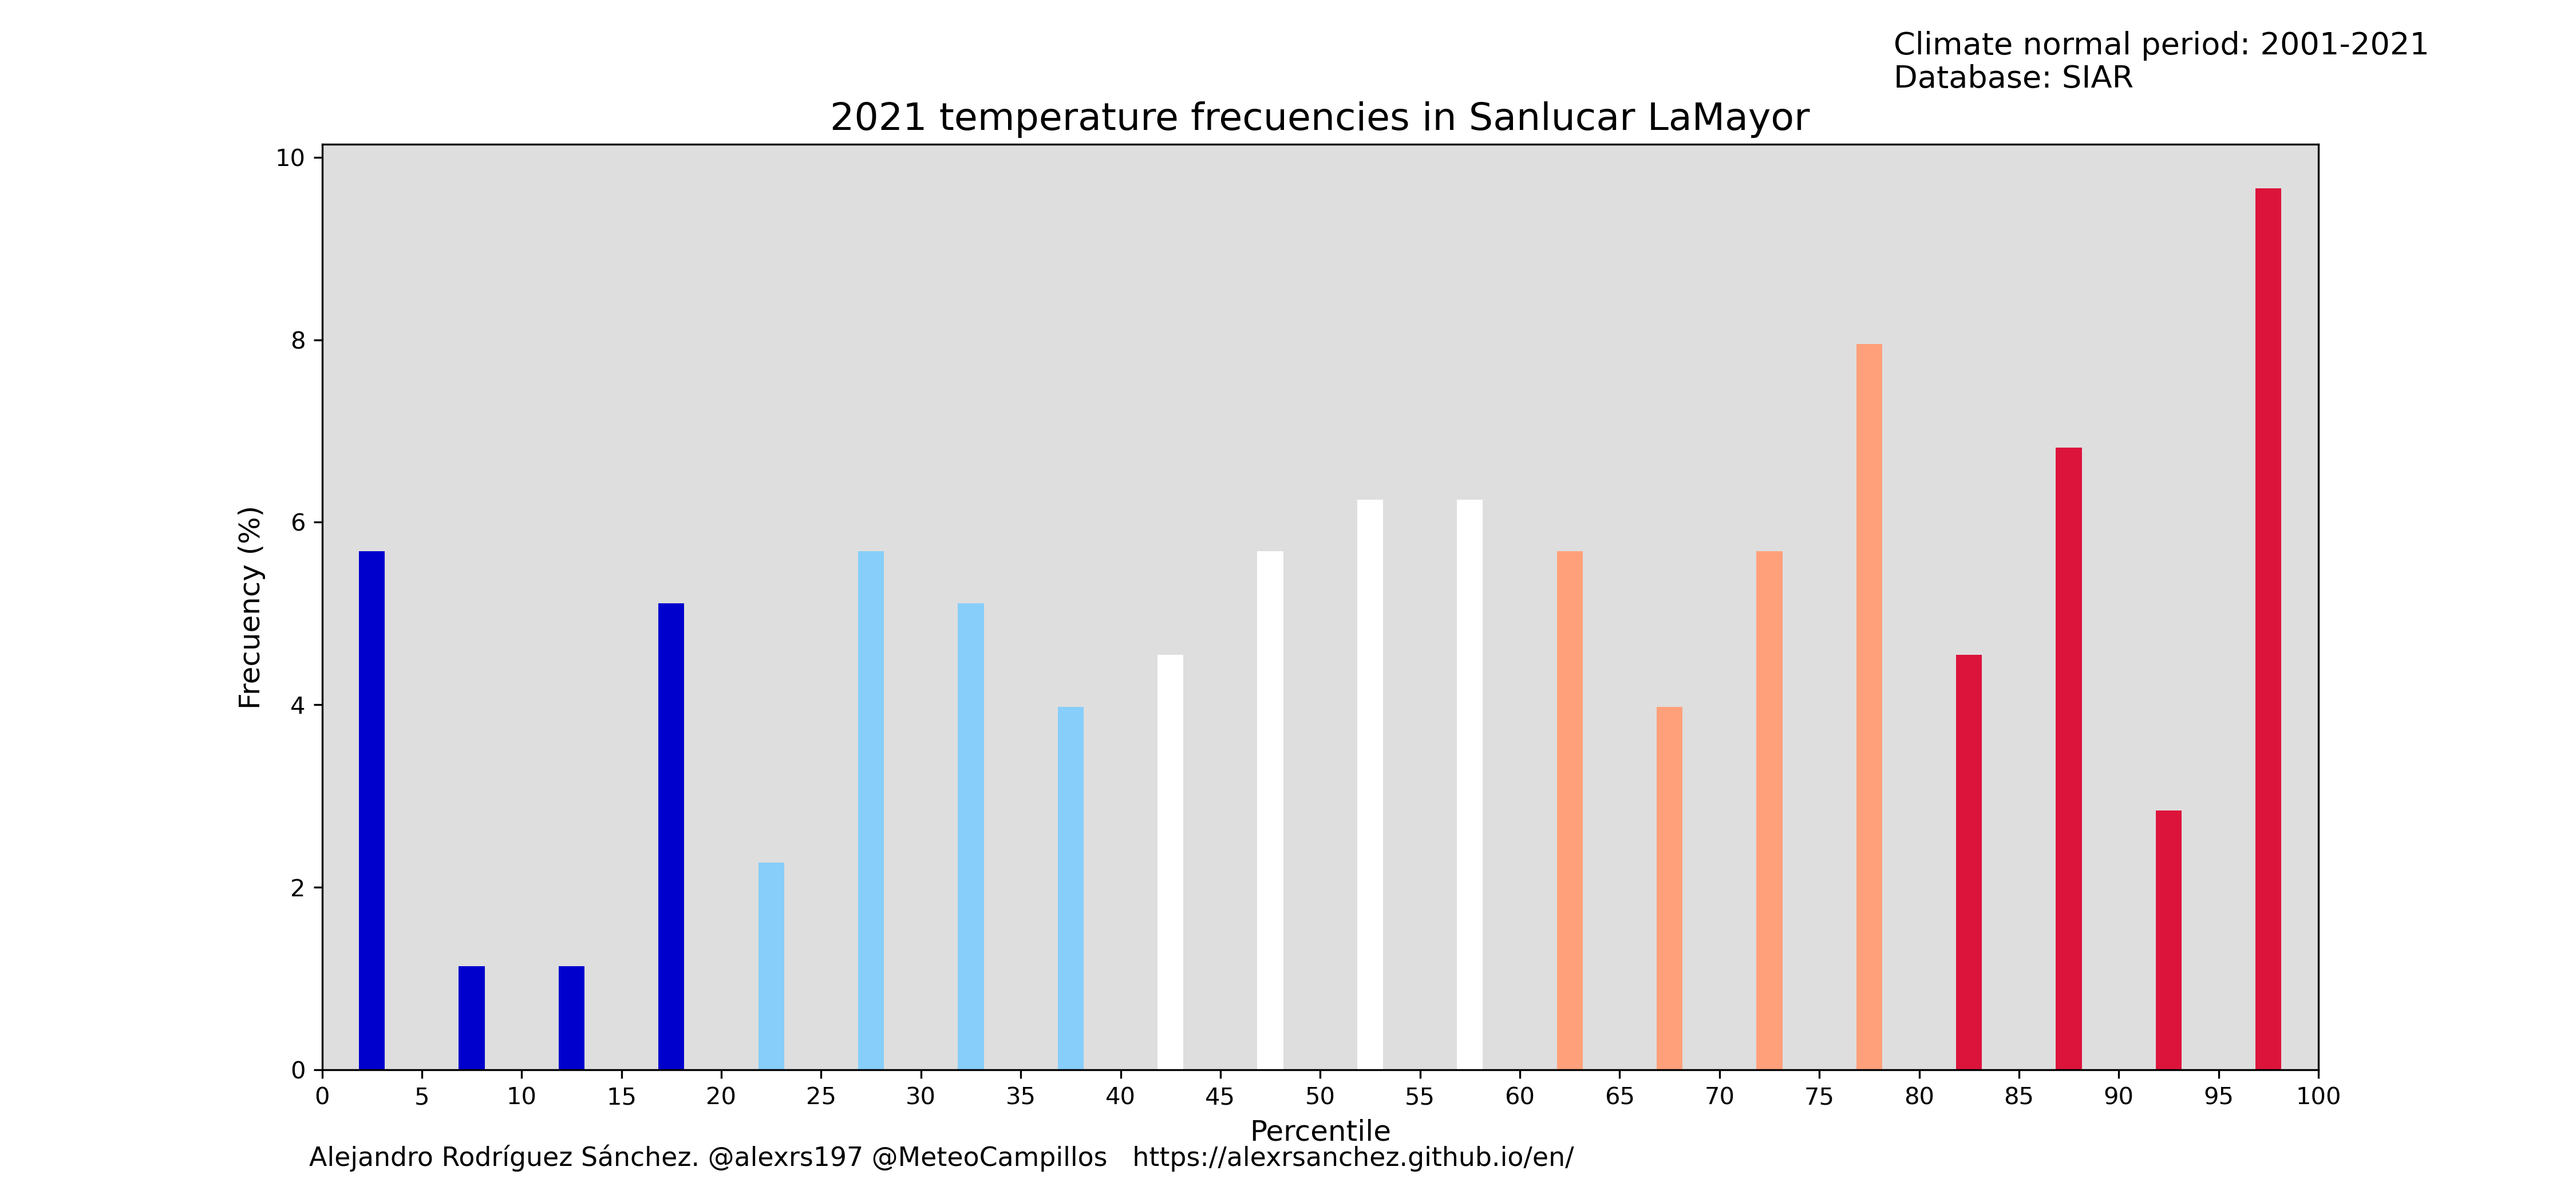 Climate normal period: 2001-2021
Database: SIAR
2021 temperature frecuencies in Sanlucar LaMayor
10
8
6
4
2
0
Frecuency (%)
0 5 10 15 20 25 30 35 40 45 50 55 60 65 70 75 80 85 90 95 100
Percentile
Alejandro Rodríguez Sánchez. @alexrs197 @MeteoCampillos https://alexrsanchez.github.io/en/